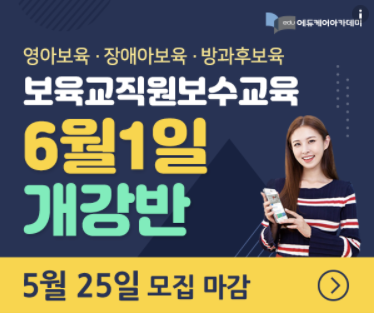 edu 에듀케어아카데미
영아보육 · 장애아보육 · 방과후보육
보육교직원보수교육
6월1일
개강반
5월 25일 모집 마감